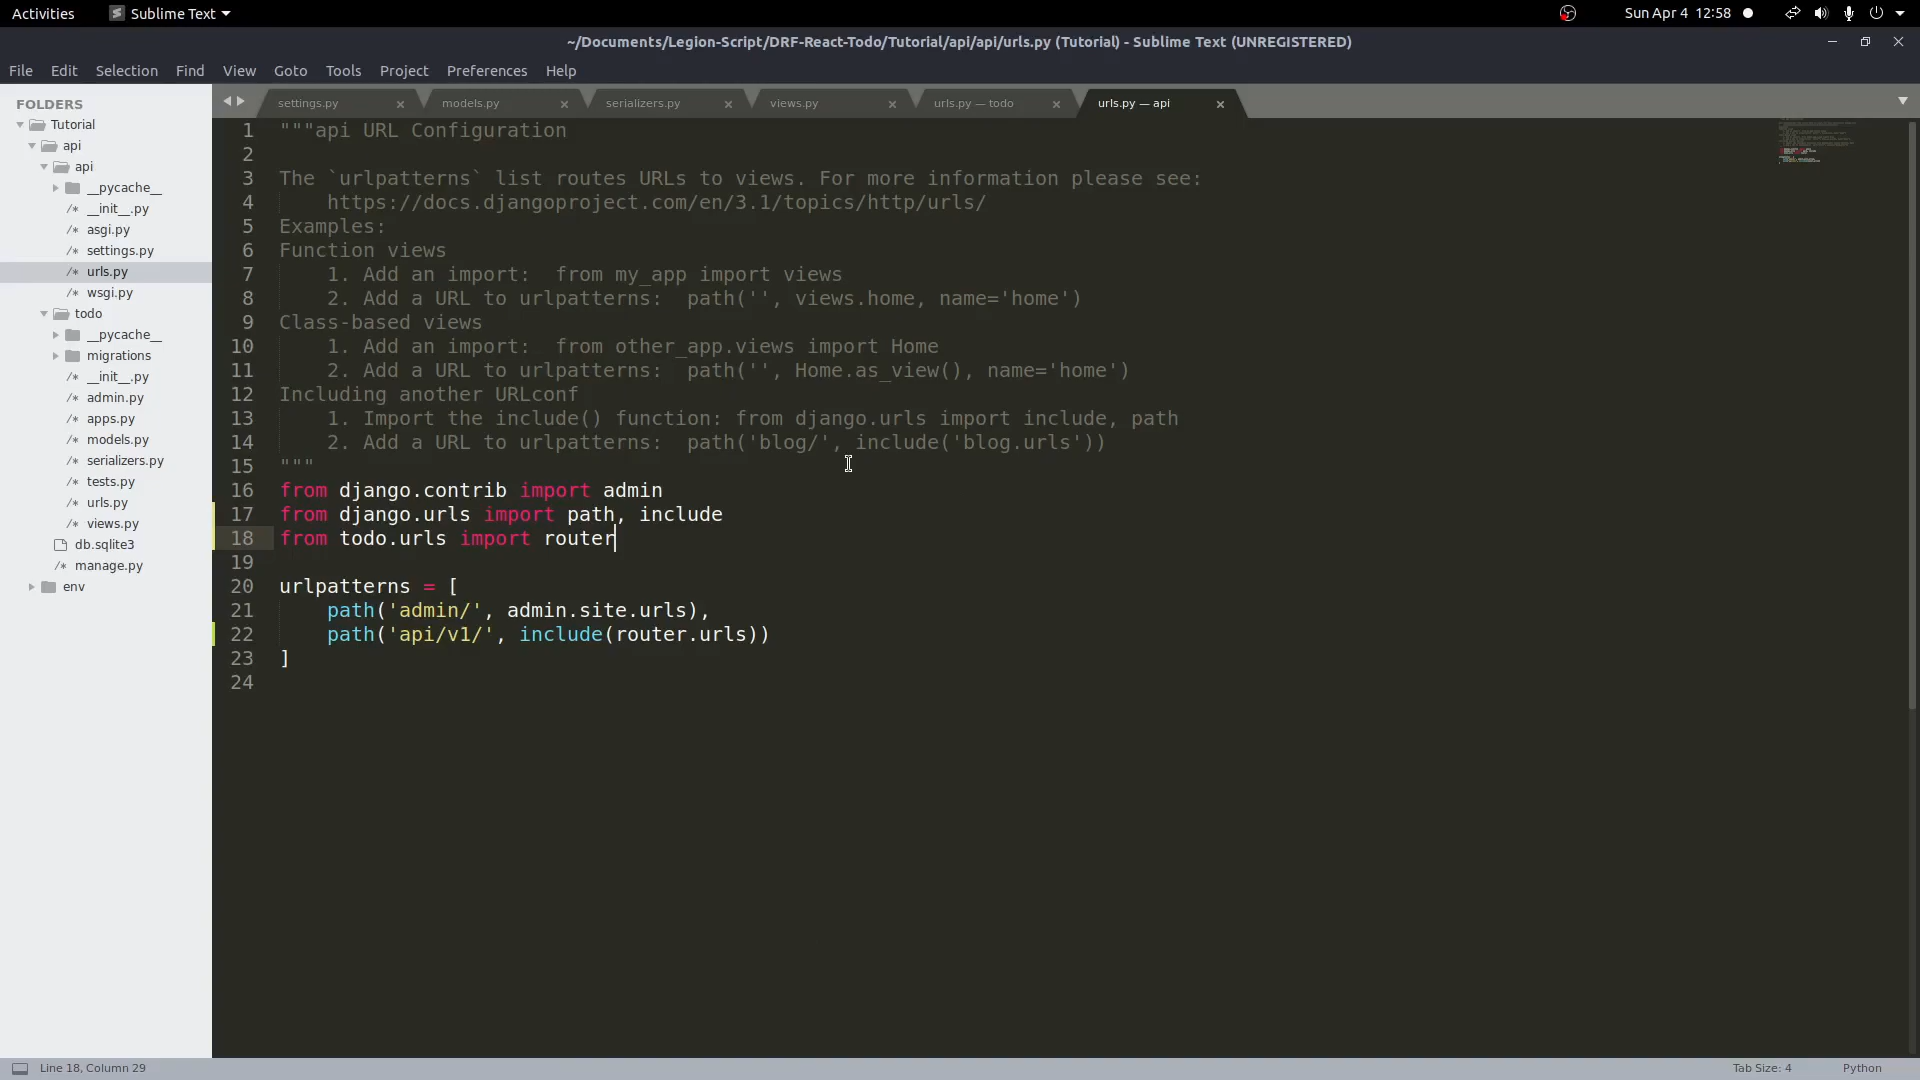 Activities Sublime Text Sun Apr 4 12:58
~/Documents/Legion-Script/DRF-React-Todo/Tutorial/api/api/urls.py (Tutorial) - Sublime Text (UNREGISTERED)
File Edit Selection Find View Goto Tools Project Preferences Help
FOLDERS
Tutorial
api
api
__pycache__
/* __init__.py
/* asgi.py
/* settings.py
/* urls.py
/* wsgi.py
todo
__pycache__
migrations
/* __init__.py
/* admin.py
/* apps.py
/* models.py
/* serializers.py
/* tests.py
/* urls.py
/* views.py
db.sqlite3
/* manage.py
env
settings.py models.py serializers.py views.py urls.py — todo urls.py — api
1 """api URL Configuration
2
3 The `urlpatterns` list routes URLs to views. For more information please see:
4     https://docs.djangoproject.com/en/3.1/topics/http/urls/
5 Examples:
6 Function views
7     1. Add an import:  from my_app import views
8     2. Add a URL to urlpatterns:  path('', views.home, name='home')
9 Class-based views
10     1. Add an import:  from other_app.views import Home
11     2. Add a URL to urlpatterns:  path('', Home.as_view(), name='home')
12 Including another URLconf
13     1. Import the include() function: from django.urls import include, path
14     2. Add a URL to urlpatterns:  path('blog/', include('blog.urls'))
15 """
16 from django.contrib import admin
17 from django.urls import path, include
18 from todo.urls import router
19
20 urlpatterns = [
21     path('admin/', admin.site.urls),
22     path('api/v1/', include(router.urls))
23 ]
24
Line 18, Column 29 Tab Size: 4 Python